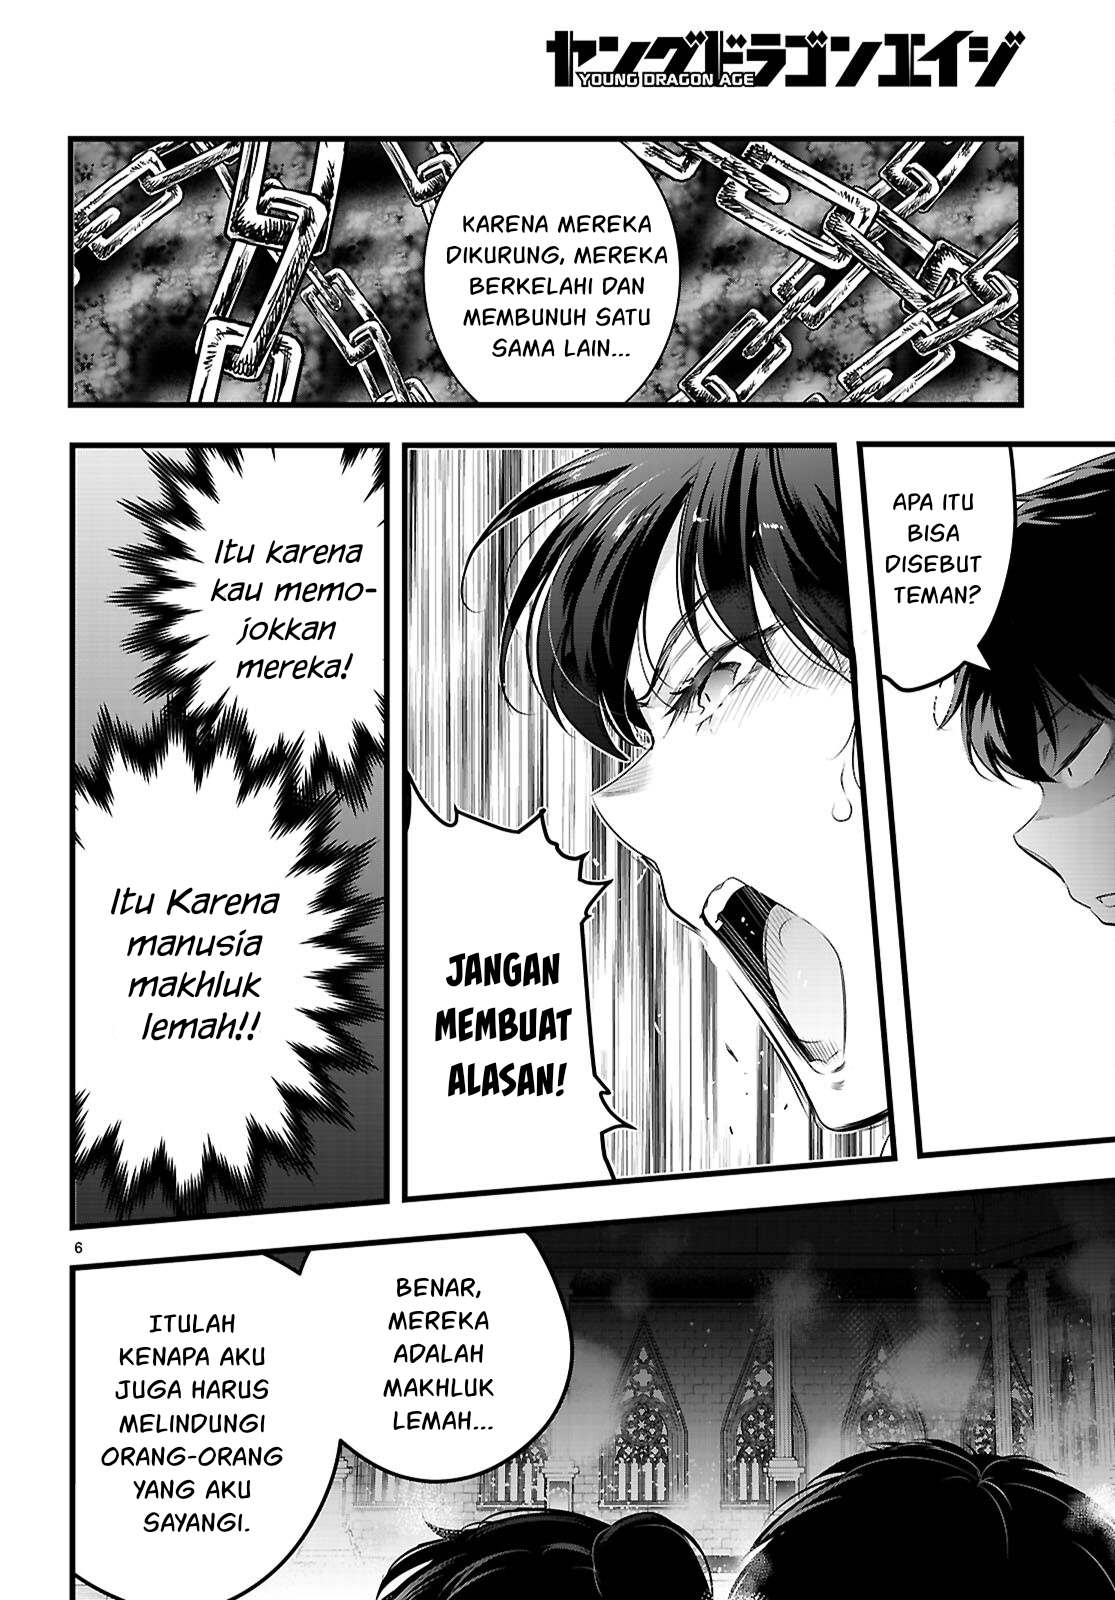 ヤングドラゴンエイジ
YOUNG DRAGON AGE
KARENA MEREKA
DIKURUNG, MEREKA
BERKELAHI DAN
MEMBUNUH SATU
SAMA LAIN...
APA ITU
BISA
DISEBUT
TEMAN?
JANGAN
MEMBUAT
ALASAN!
Itu karena
kau memo-
jokkan
mereka!
Itu Karena
manusia
makhluk
lemah!!
6
BENAR,
MEREKA
ADALAH
MAKHLUK
LEMAH...
ITULAH
KENAPA AKU
JUGA HARUS
MELINDUNGI
ORANG-ORANG
YANG AKU
SAYANGI.